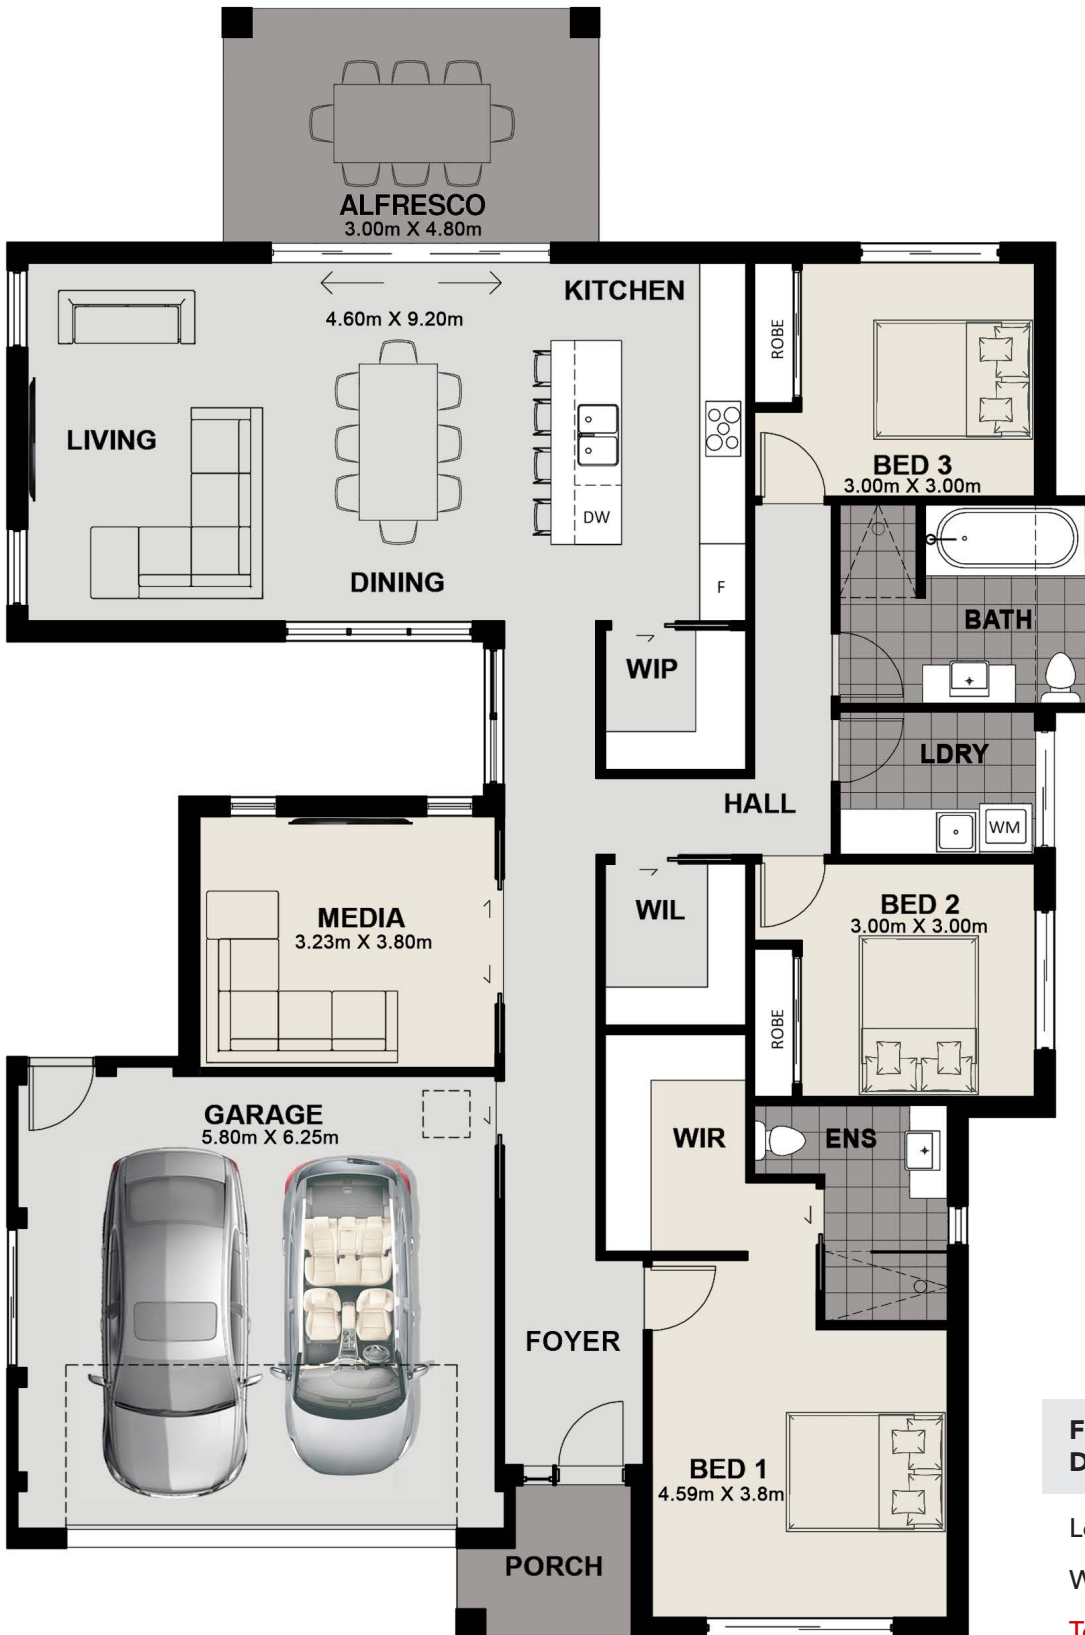 ALFRESCO
3.00m X 4.80m
KITCHEN
4.60m X 9.20m
ROBE
LIVING
BED 3
3.00m X 3.00m
DW
DINING
F
BATH
WIP
LDRY
HALL
WM
WIL
BED 2
3.00m X 3.00m
MEDIA
3.23m X 3.80m
ROBE
GARAGE
5.80m X 6.25m
WIR
ENS
FOYER
BED 1
4.59m X 3.8m
PORCH